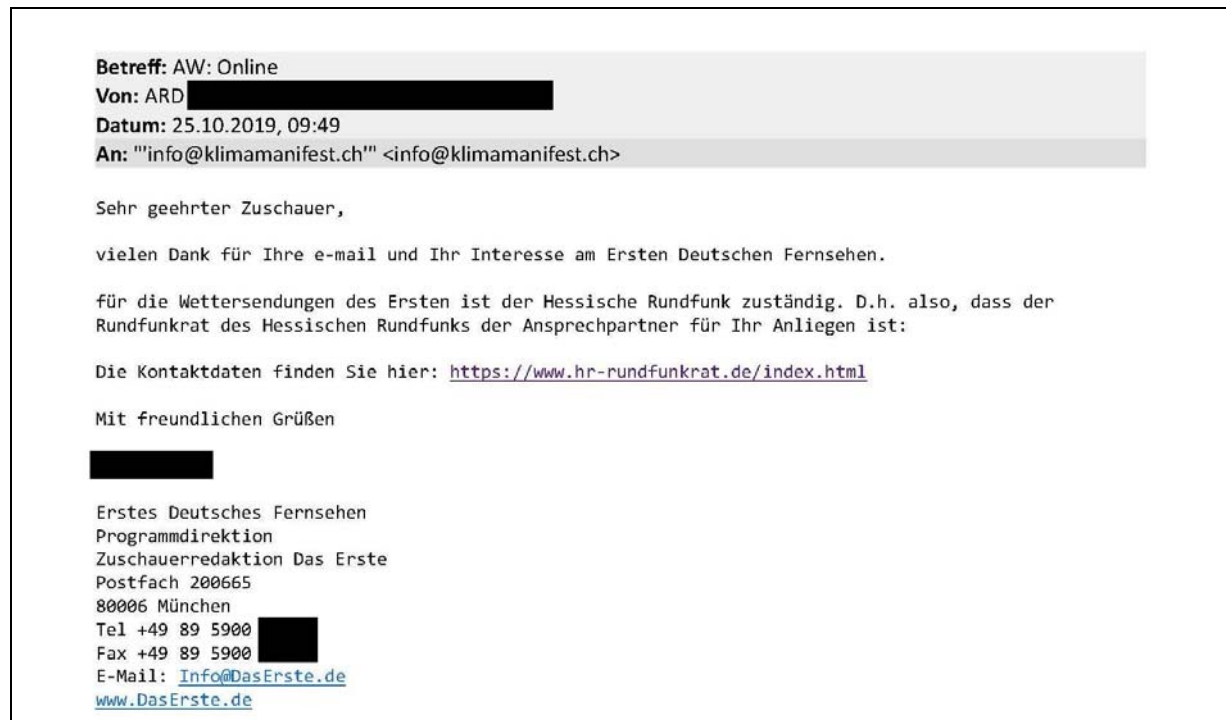 Betreff: AW: Online
Von: ARD
Datum: 25.10.2019, 09:49
An: "'info@klimamanifest.ch'" <info@klimamanifest.ch>
Sehr geehrter Zuschauer,
vielen Dank für Ihre e-mail und Ihr Interesse am Ersten Deutschen Fernsehen.
für die Wettersendungen des Ersten ist der Hessische Rundfunk zuständig. D.h. also, dass der
Rundfunkrat des Hessischen Rundfunks der Ansprechpartner für Ihr Anliegen ist:
Die Kontaktdaten finden Sie hier: https://www.hr-rundfunkrat.de/index.html
Mit freundlichen Grüßen
Erstes Deutsches Fernsehen
Programmdirektion
Zuschauerredaktion Das Erste
Postfach 200665
80006 München
Tel +49 89 5900
Fax +49 89 5900
E-Mail: Info@DasErste.de
www.DasErste.de